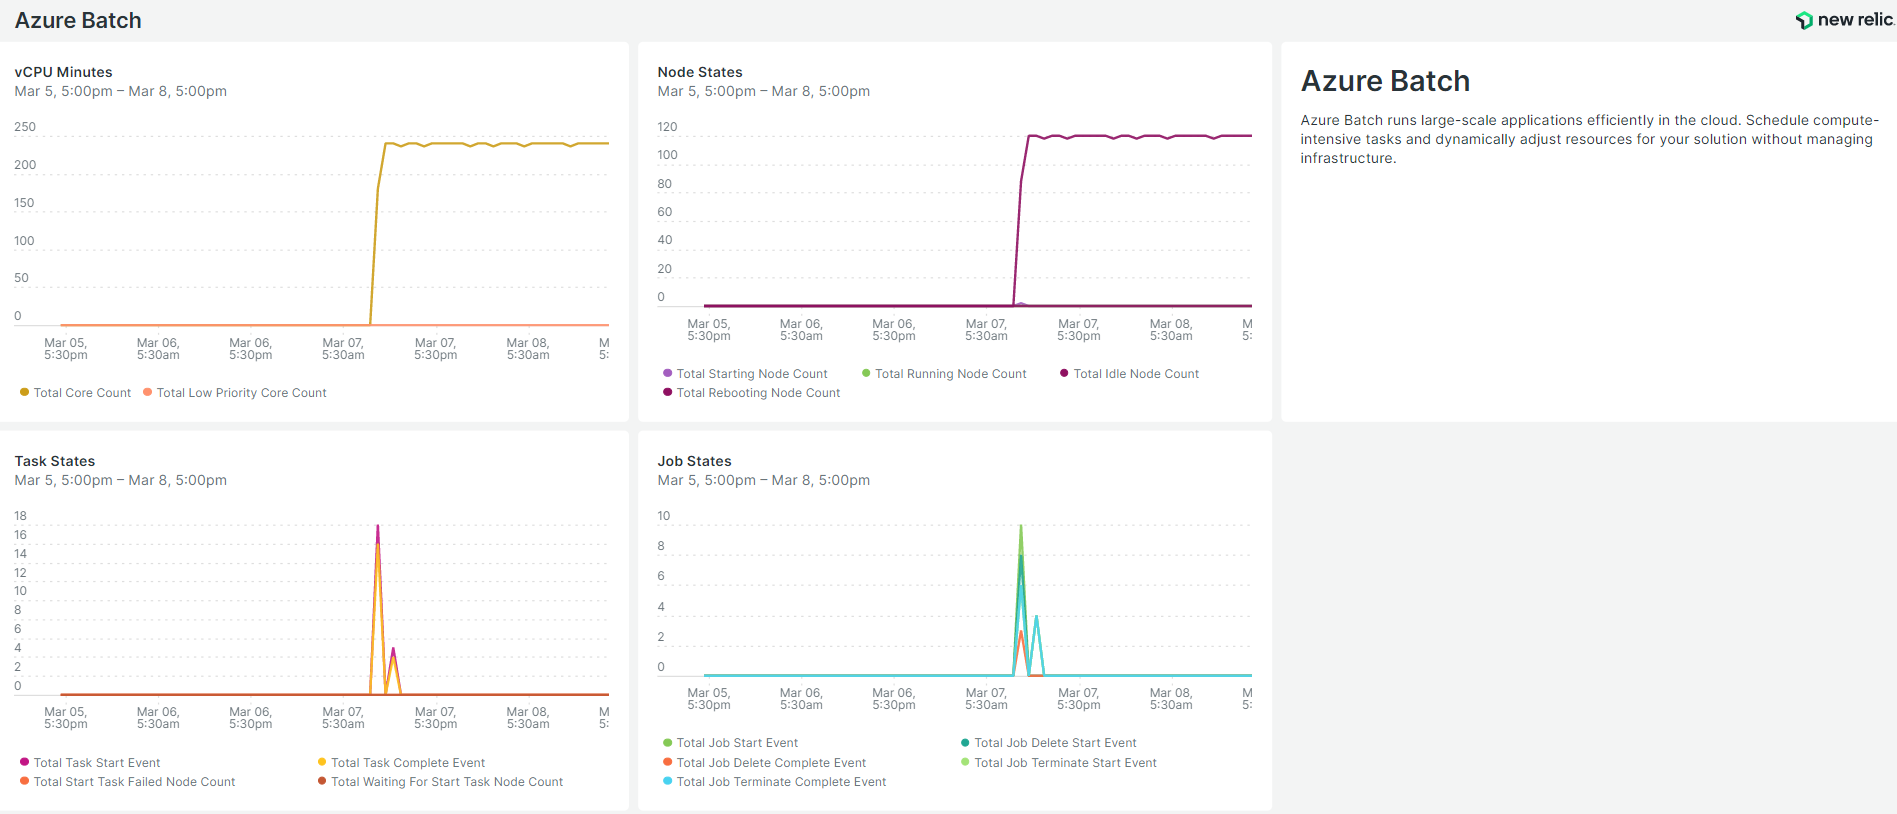 Azure Batch
new relic.
vCPU Minutes
Mar 5, 5:00pm – Mar 8, 5:00pm
250
200
150
100
50
0
Mar 05,
5:30pm
Mar 06,
5:30am
Mar 06,
5:30pm
Mar 07,
5:30am
Mar 07,
5:30pm
Mar 08,
5:30am
M
5:
Total Core Count
Total Low Priority Core Count
Node States
Mar 5, 5:00pm – Mar 8, 5:00pm
120
100
80
60
40
20
0
Mar 05,
5:30pm
Mar 06,
5:30am
Mar 06,
5:30pm
Mar 07,
5:30am
Mar 07,
5:30pm
Mar 08,
5:30am
M
5:
Total Starting Node Count
Total Running Node Count
Total Idle Node Count
Total Rebooting Node Count
Azure Batch
Azure Batch runs large-scale applications efficiently in the cloud. Schedule compute-
intensive tasks and dynamically adjust resources for your solution without managing
infrastructure.
Task States
Mar 5, 5:00pm – Mar 8, 5:00pm
18
16
14
12
10
8
6
4
2
0
Mar 05,
5:30pm
Mar 06,
5:30am
Mar 06,
5:30pm
Mar 07,
5:30am
Mar 07,
5:30pm
Mar 08,
5:30am
M
5:
Total Task Start Event
Total Task Complete Event
Total Start Task Failed Node Count
Total Waiting For Start Task Node Count
Job States
Mar 5, 5:00pm – Mar 8, 5:00pm
10
8
6
4
2
0
Mar 05,
5:30pm
Mar 06,
5:30am
Mar 06,
5:30pm
Mar 07,
5:30am
Mar 07,
5:30pm
Mar 08,
5:30am
M
5:
Total Job Start Event
Total Job Delete Start Event
Total Job Delete Complete Event
Total Job Terminate Start Event
Total Job Terminate Complete Event